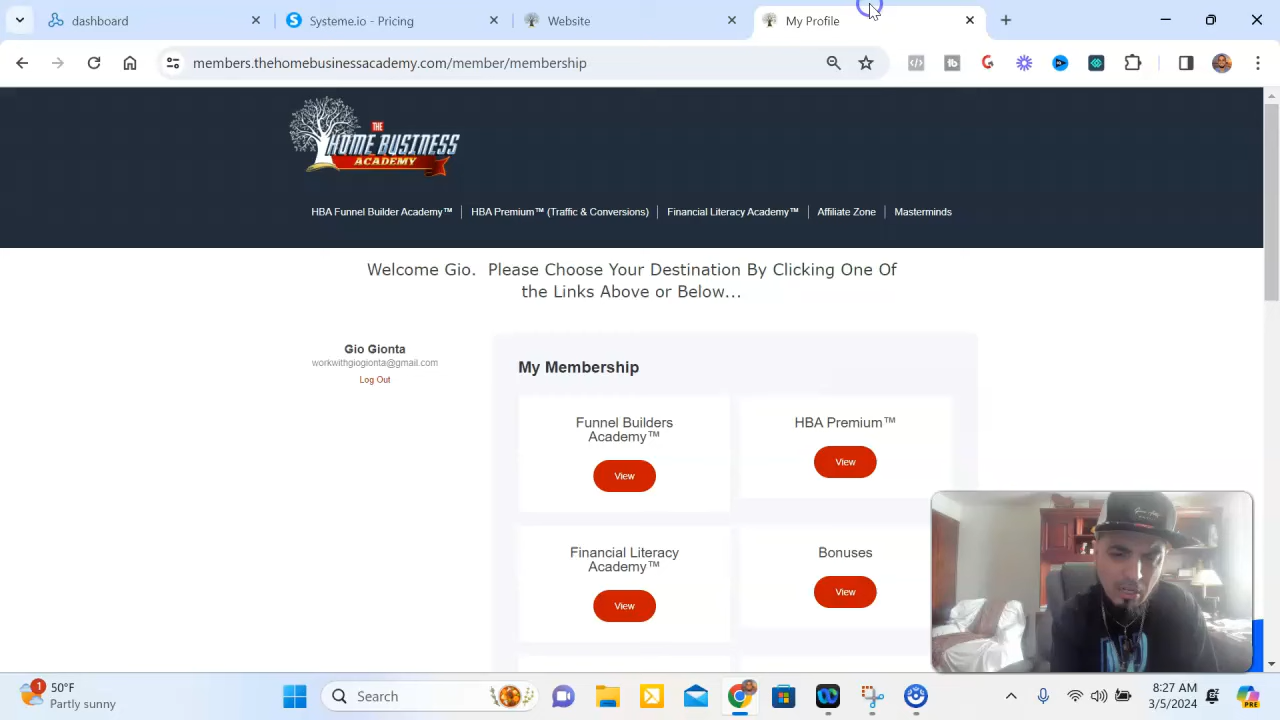 dashboard
Systeme.io - Pricing
Website
My Profile
members.thehomebusinessacademy.com/member/membership
THE
HOME BUSINESS
ACADEMY
HBA Funnel Builder Academy™
HBA Premium™ (Traffic & Conversions)
Financial Literacy Academy™
Affiliate Zone
Masterminds
Welcome Gio. Please Choose Your Destination By Clicking One Of
the Links Above or Below...
Gio Gionta
workwithgiogionta@gmail.com
Log Out
My Membership
Funnel Builders
Academy™
View
HBA Premium™
View
Financial Literacy
Academy™
View
Bonuses
View
1
50°F
Partly sunny
Search
8:27 AM
3/5/2024
PRE